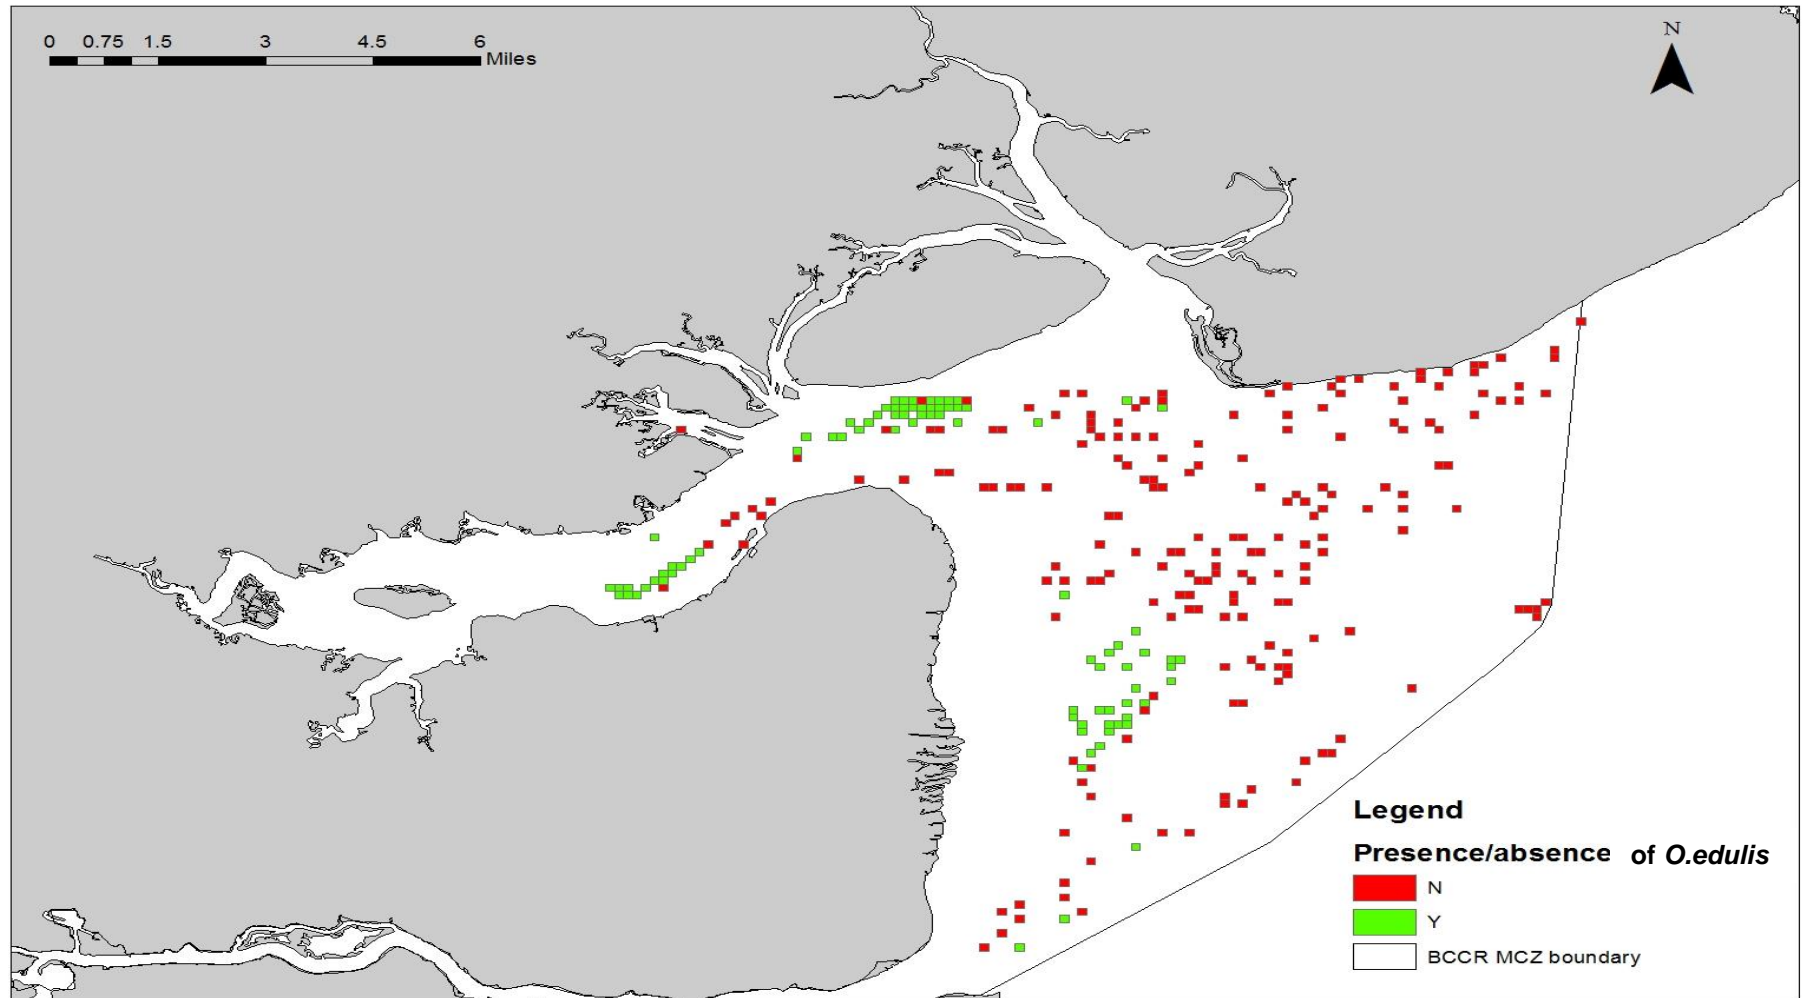 0 0.75 1.5 3 4.5 6
Miles
N
Legend
Presence/absence of O.edulis
N
Y
BCCR MCZ boundary